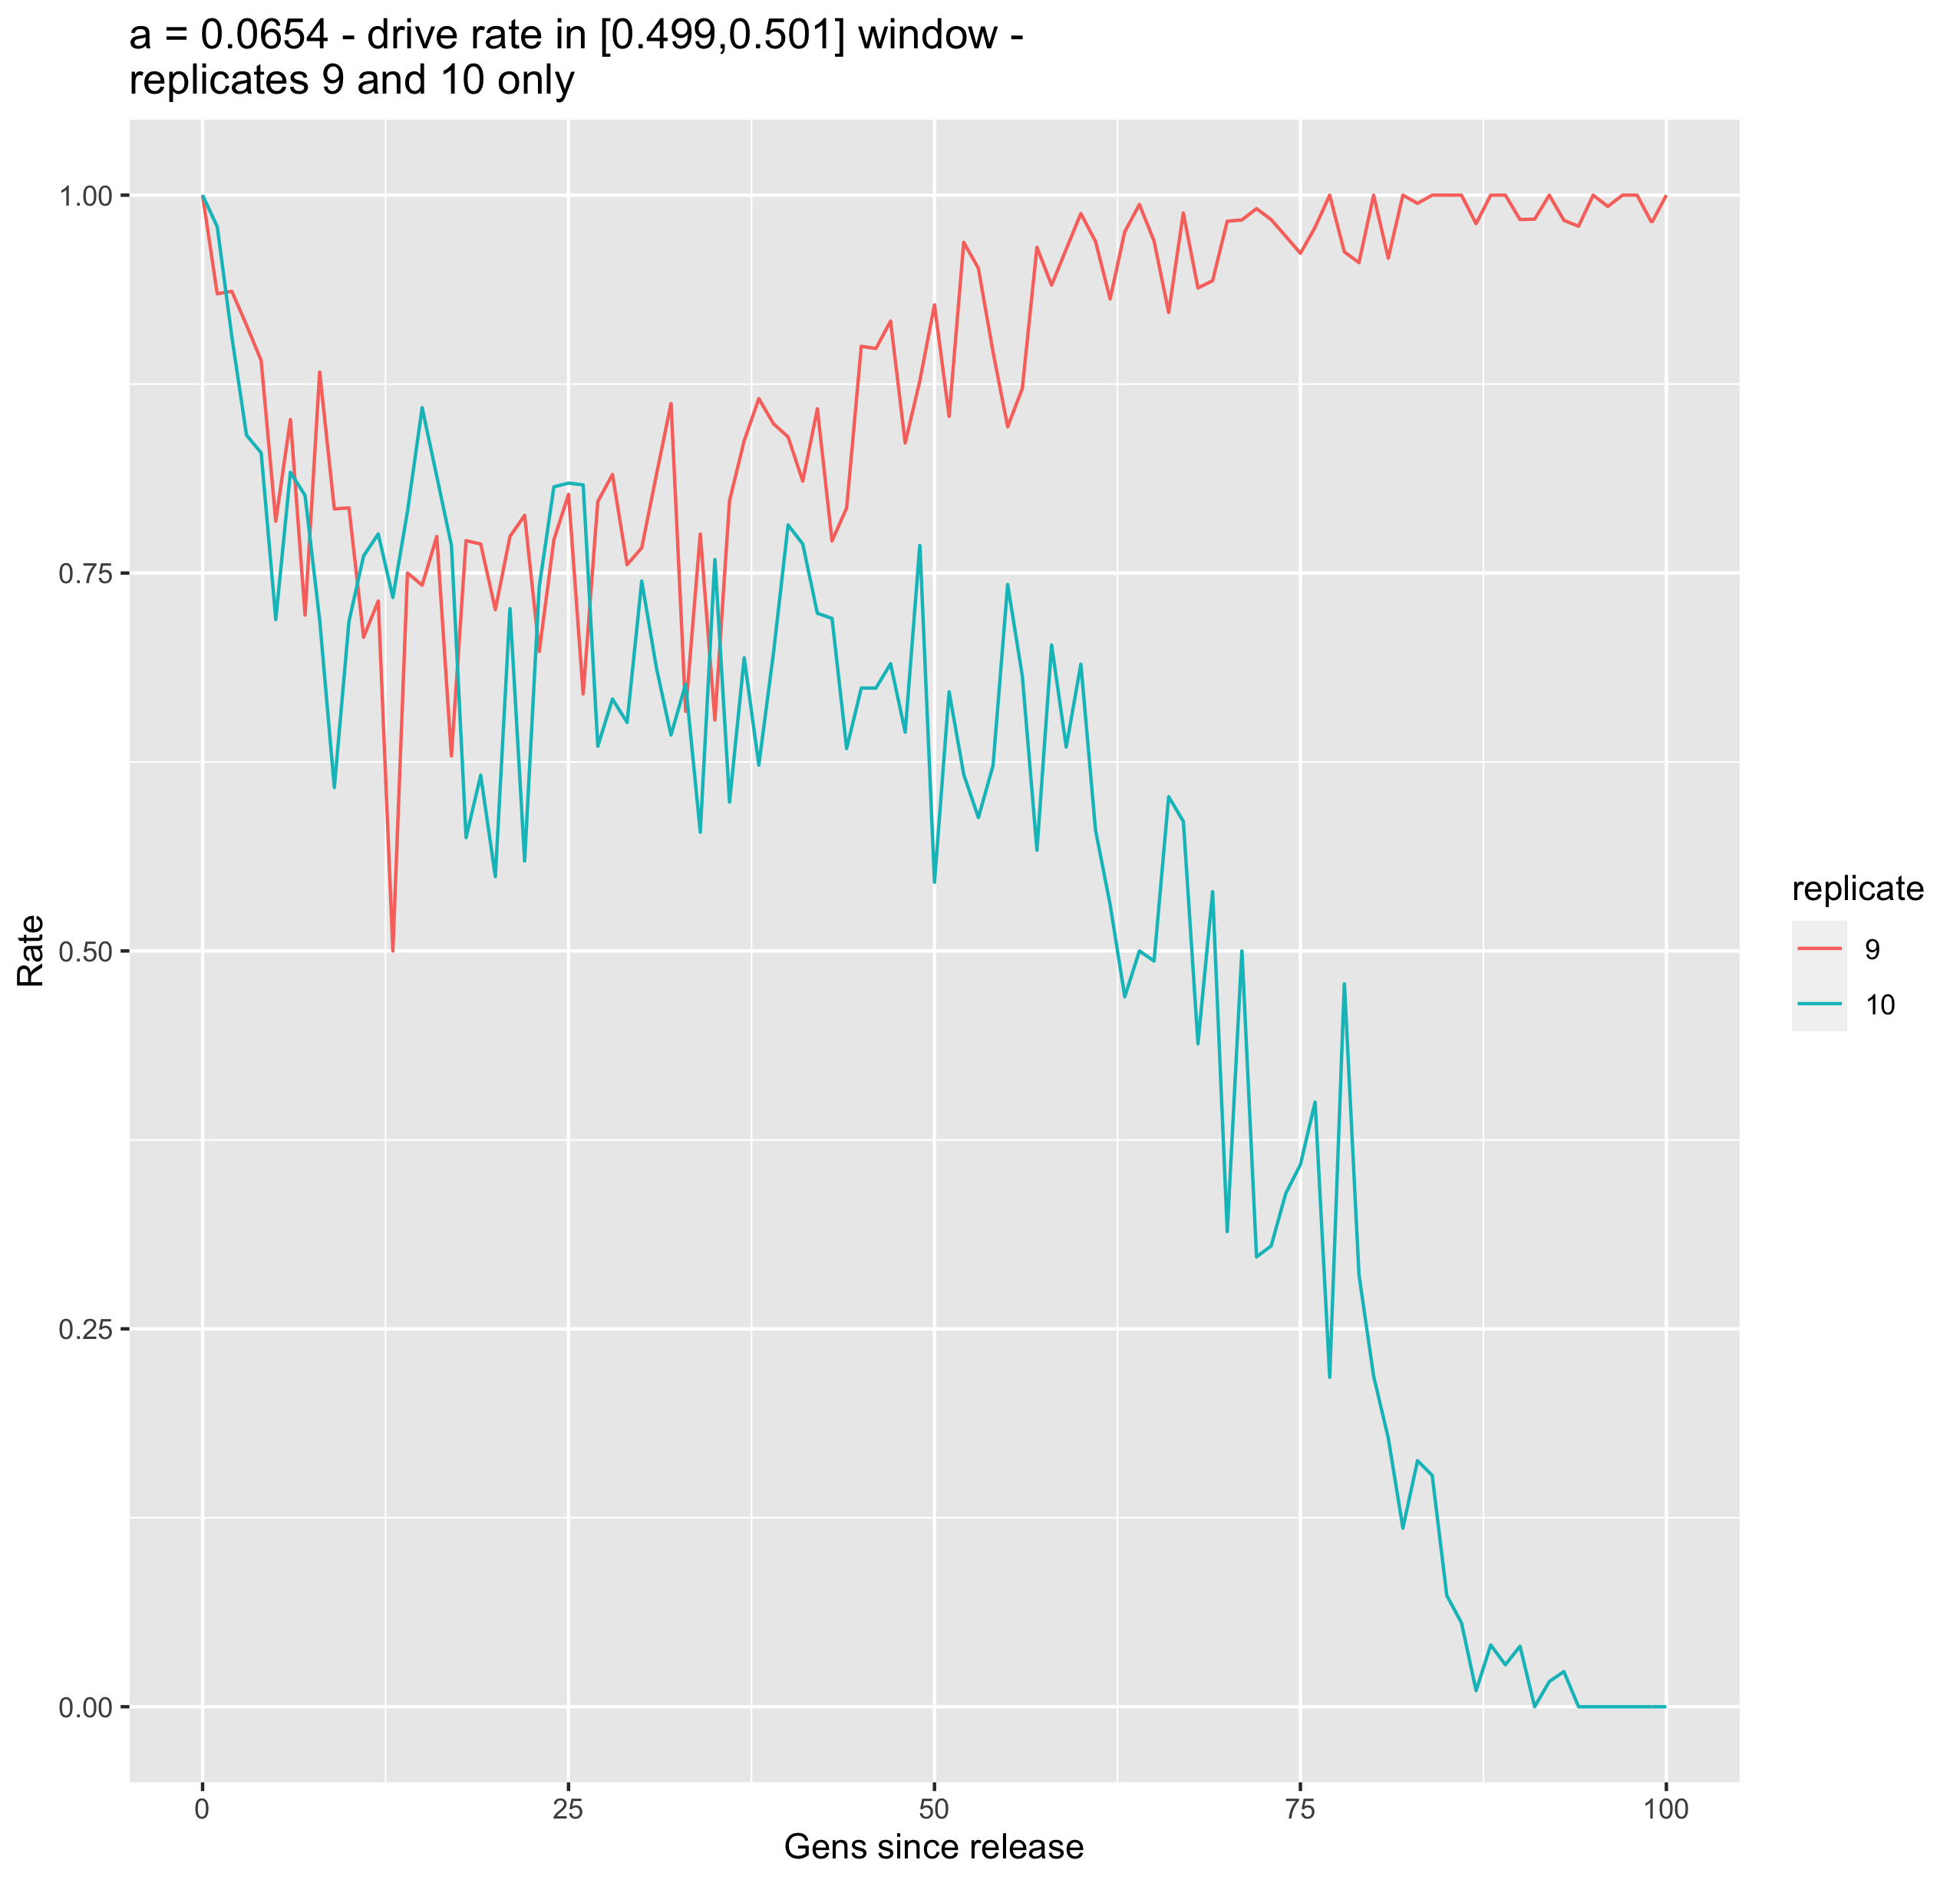 a = 0.0654 - drive rate in [0.499,0.501] window -
replicates 9 and 10 only
1.00
0.75
0.50
0.25
0.00
Rate
0
25
50
75
100
Gens since release
replicate
9
10